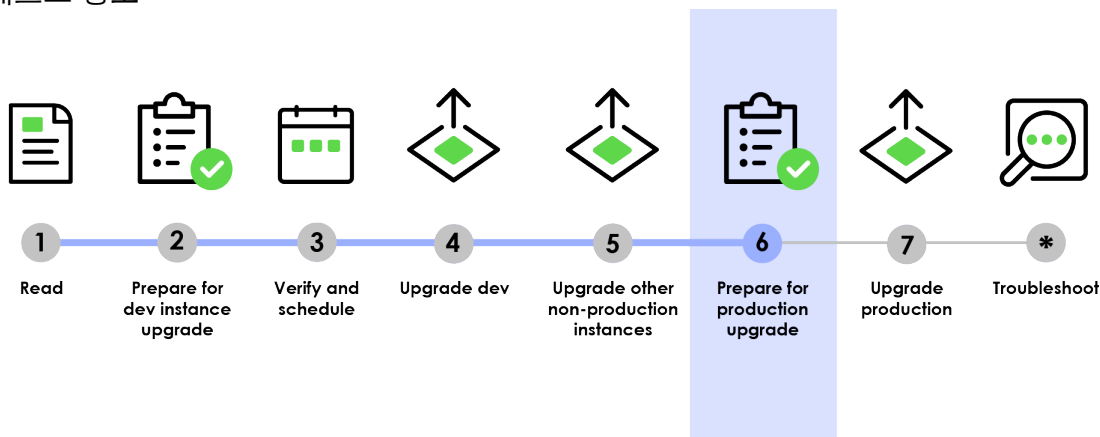 1
2
3
4
5
6
7
*
Read
Prepare for
dev instance
upgrade
Verify and
schedule
Upgrade dev
Upgrade other
non-production
instances
Prepare for
production
upgrade
Upgrade
production
Troubleshoot